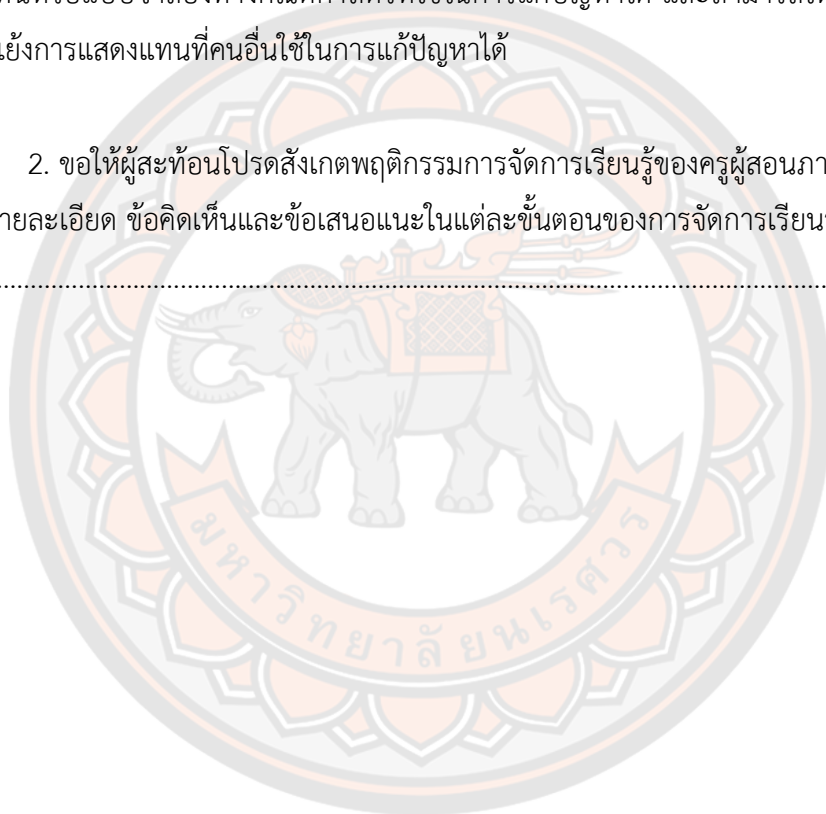 แย้งการแสดงแทนที่คนอื่นใช้ในการแก้ปัญหาได้
2. ขอให้ผู้สะท้อนโปรดสังเกตพฤติกรรมการจัดการเรียนรู้ของครูผู้สอนภา
ายละเอียด ข้อคิดเห็นและข้อเสนอแนะในแต่ละขั้นตอนของการจัดการเรียน
................................................................................
มหาวิทยาลัยนเรศวร